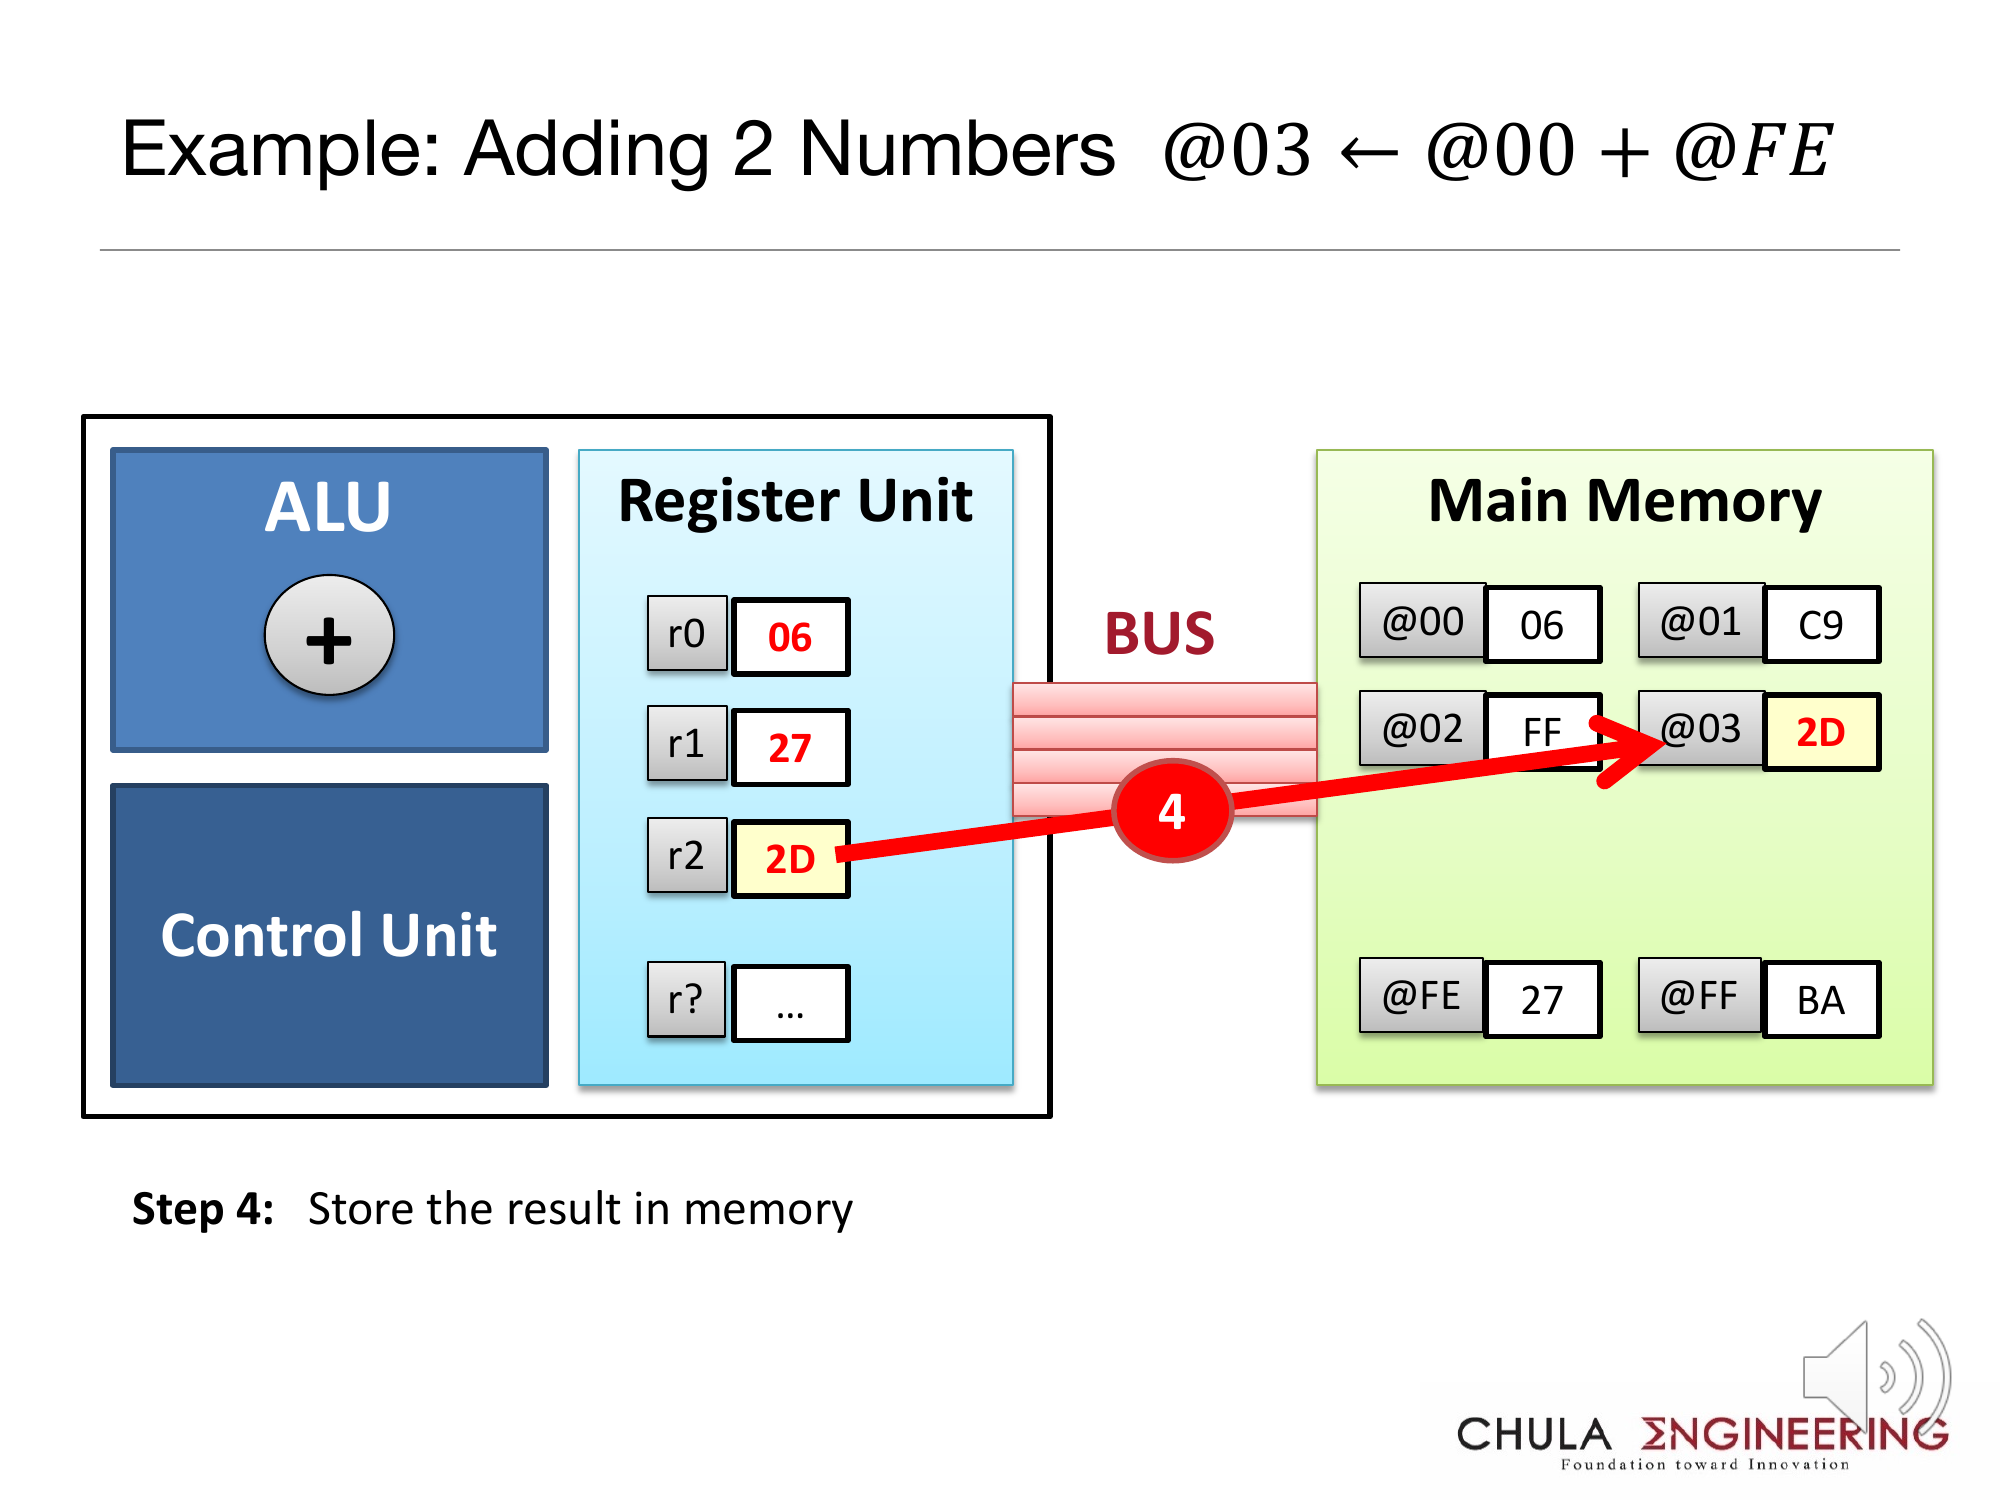 Example: Adding 2 Numbers @03 ← @00 + @FE
ALU
+
Control Unit
Register Unit
r0 06
r1 27
r2 2D
r? ...
BUS
4
Main Memory
@00 06 @01 C9
@02 FF @03 2D
@FE 27 @FF BA
Step 4: Store the result in memory
CHULA ΣNGINEERING
Foundation toward Innovation